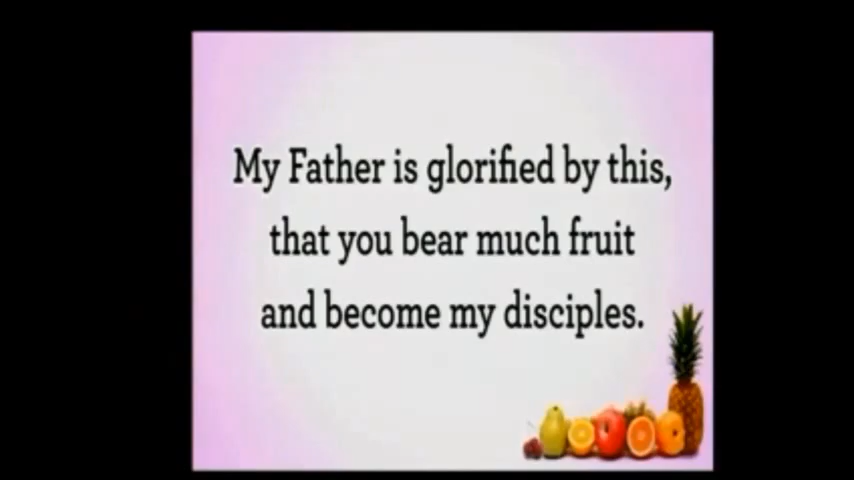 My Father is glorified by this,
that you bear much fruit
and become my disciples.